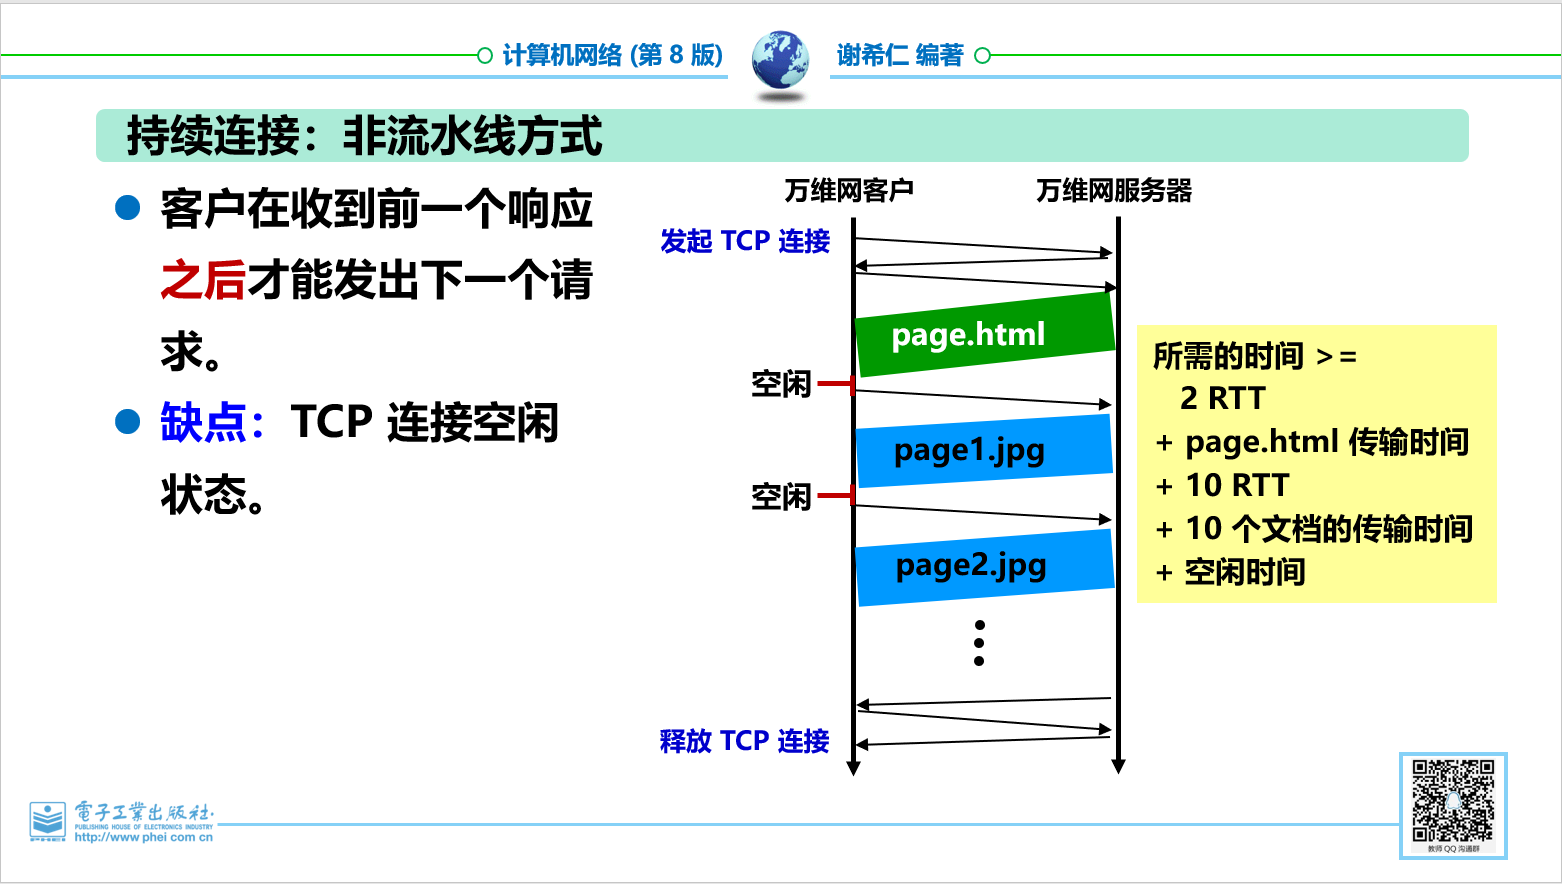 计算机网络 (第 8 版)
谢希仁 编著
持续连接：非流水线方式
客户在收到前一个响应
之后才能发出下一个请
求。
缺点：TCP 连接空闲
状态。
万维网客户
万维网服务器
发起 TCP 连接
page.html
空闲
page1.jpg
空闲
page2.jpg
释放 TCP 连接
所需的时间 >=
2 RTT
+ page.html 传输时间
+ 10 RTT
+ 10 个文档的传输时间
+ 空闲时间
電子工業出版社
PUBLISHING HOUSE OF ELECTRONICS INDUSTRY
http://www phei com cn
教师 QQ 沟通群